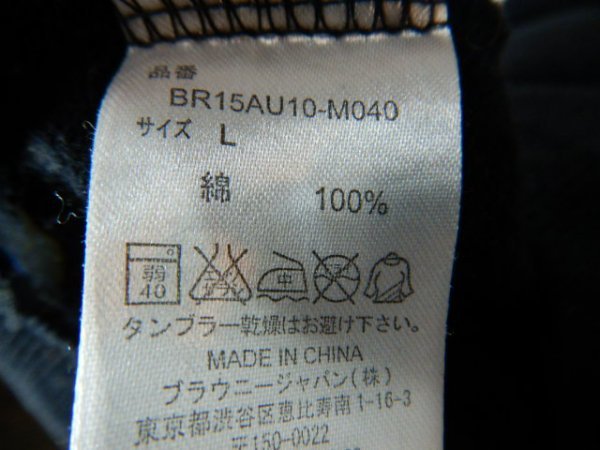 品番
BR15AU10-M040
サイズ L
綿 100%
弱 中
40
タンブラー乾燥はお避け下さい。
MADE IN CHINA
ブラウニージャパン(株)
東京都渋谷区恵比寿南1-16-3
〒150-0022